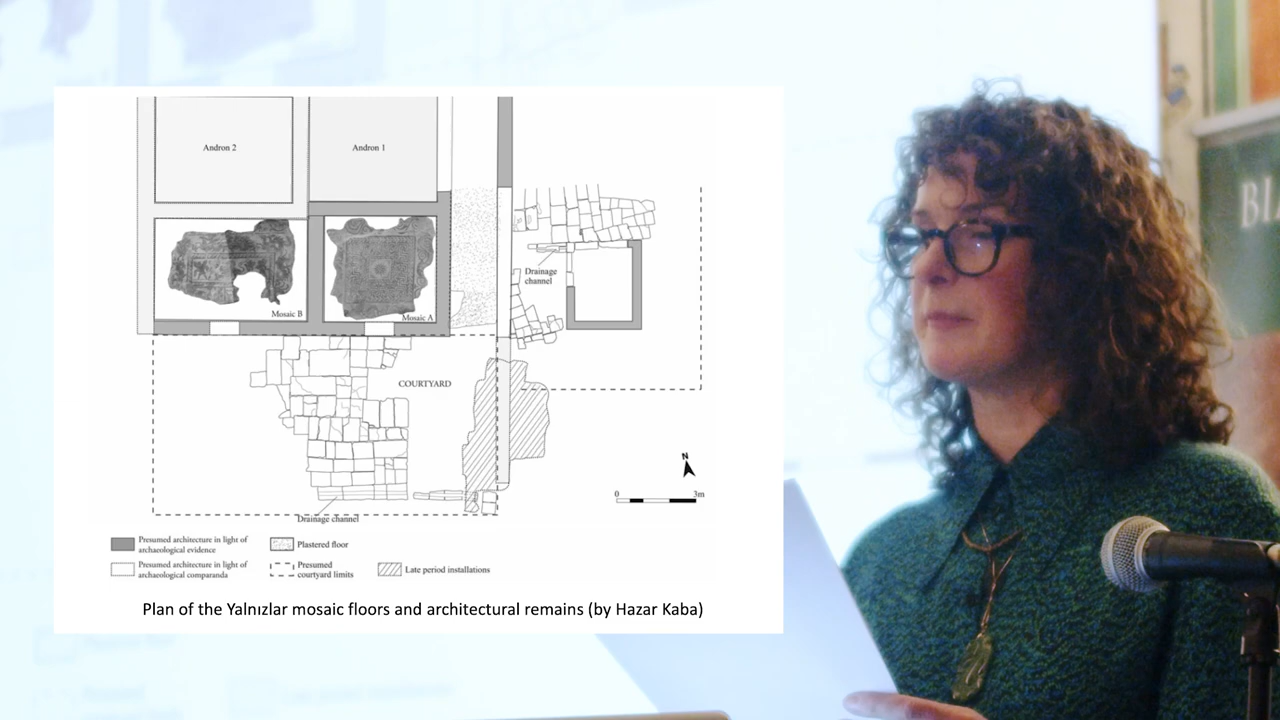 Andron 2
Andron 1
Mosaic B
Mosaic A
Drainage
channel
COURTYARD
N
0
3m
Drainage channel
Presumed architecture in light of
archaeological evidence
Plastered floor
Presumed architecture in light of
archaeological comparanda
Presumed
courtyard limits
Late period installations
Plan of the Yalnızlar mosaic floors and architectural remains (by Hazar Kaba)